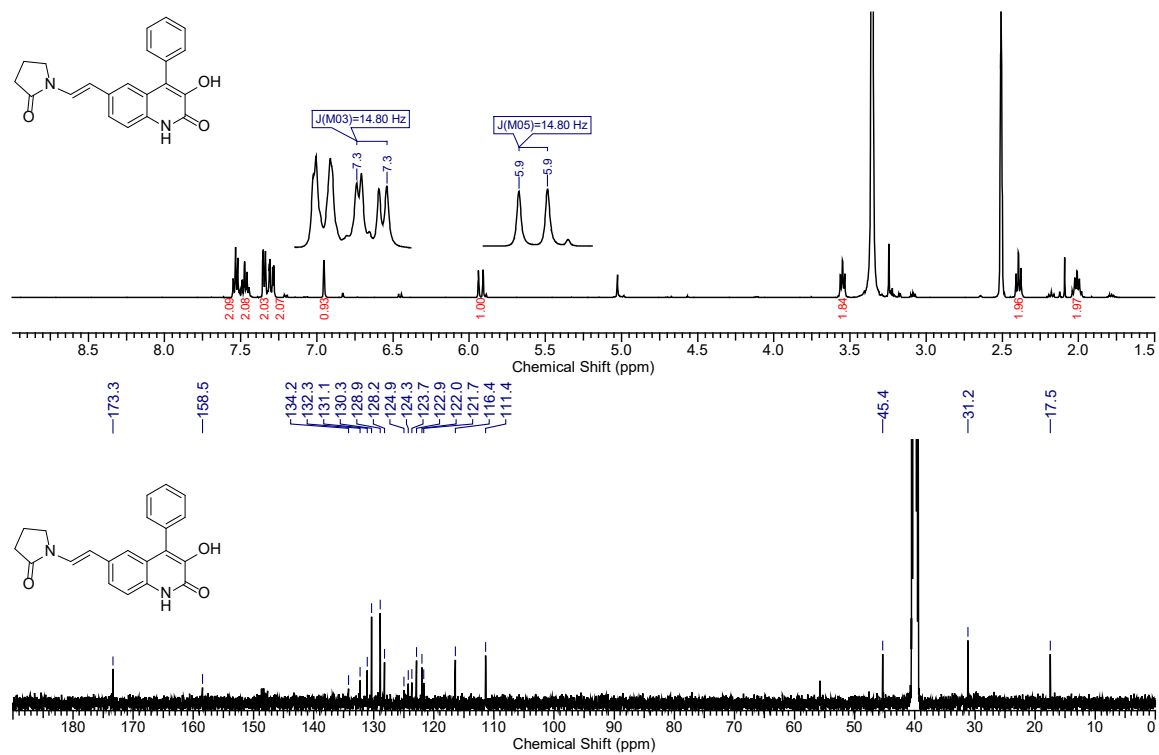 OH
N
O
N
H
O
J(M03)=14.80 Hz
J(M05)=14.80 Hz
7.3
7.3
5.9
5.9
2.09
2.08
2.03
2.07
0.93
1.00
1.84
1.96
1.97
8.5 8.0 7.5 7.0 6.5 6.0 5.5 5.0 4.5 4.0 3.5 3.0 2.5 2.0 1.5
Chemical Shift (ppm)
173.3
158.5
134.2
132.3
131.1
130.3
128.9
128.2
124.9
124.3
123.7
122.9
122.0
121.7
116.4
111.4
45.4
31.2
17.5
OH
N
O
N
H
O
180 170 160 150 140 130 120 110 100 90 80 70 60 50 40 30 20 10 0
Chemical Shift (ppm)